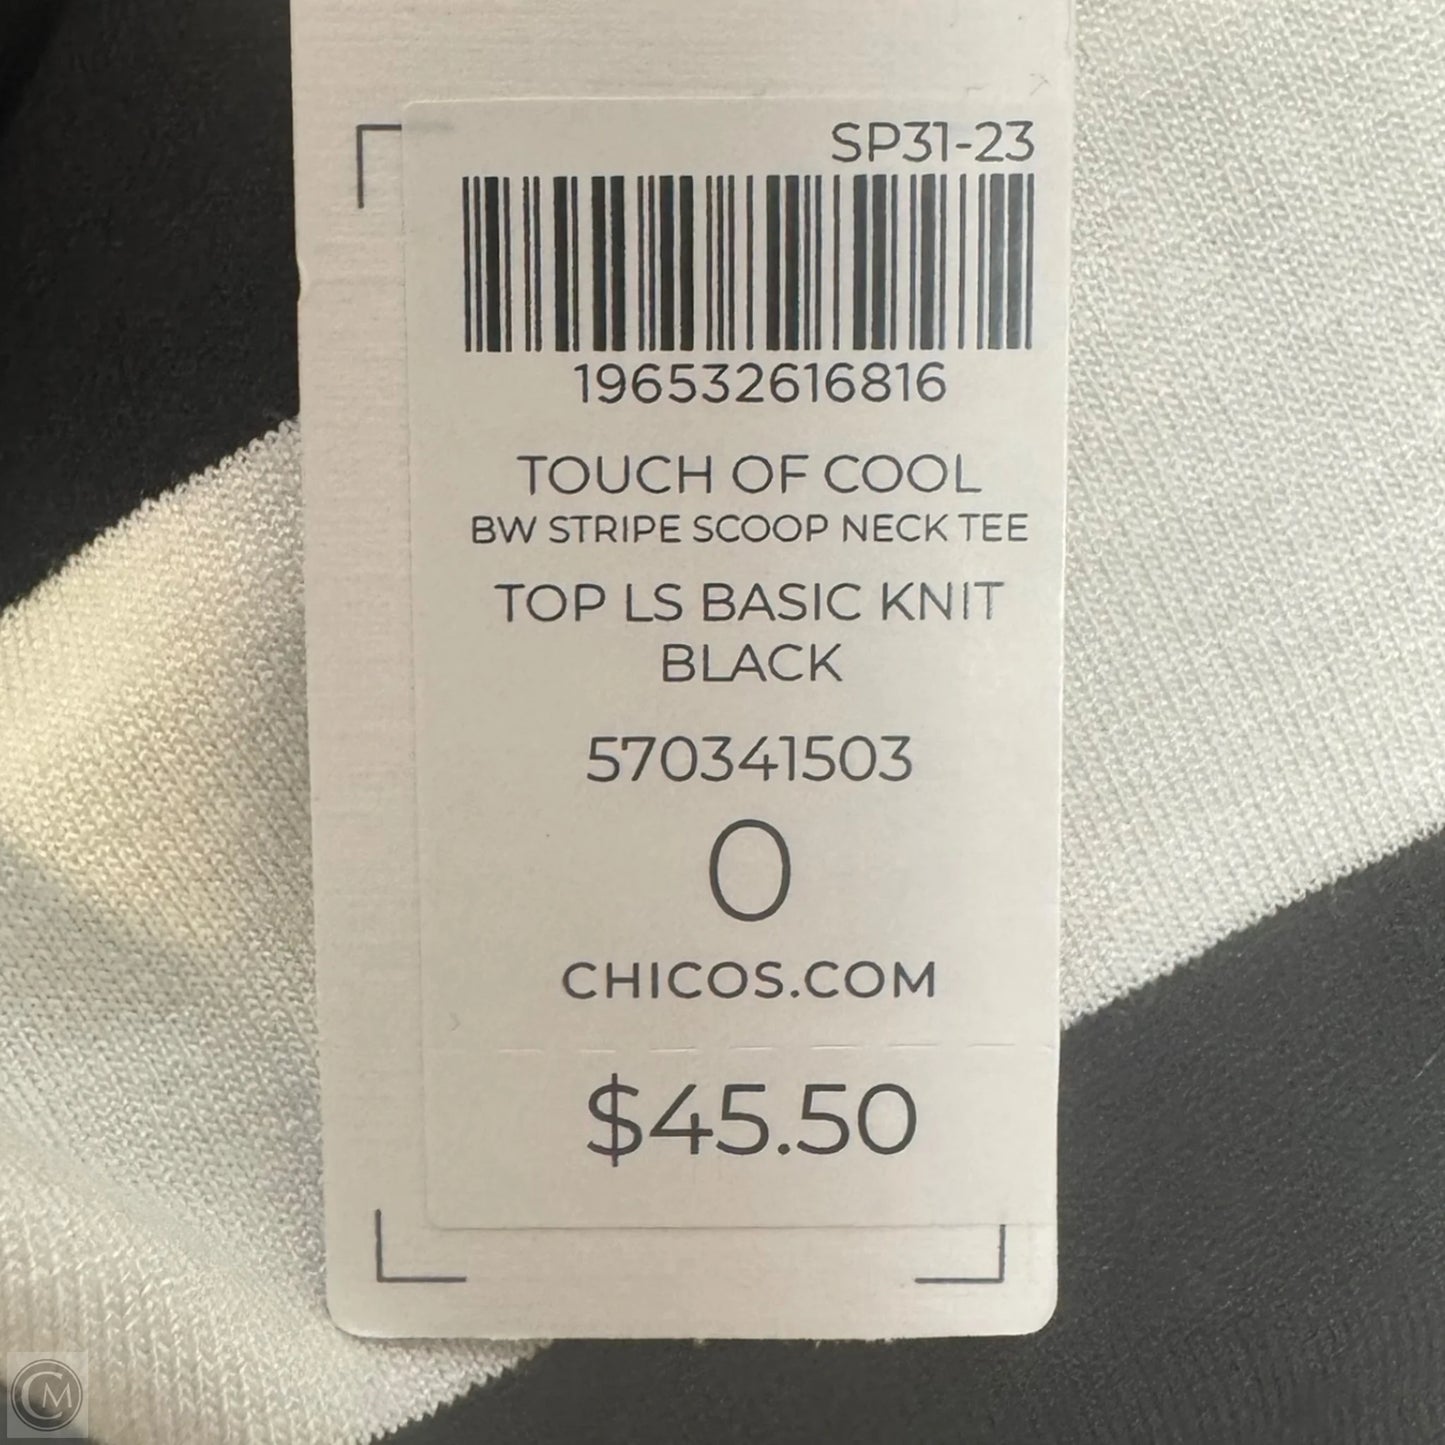 SP31-23
196532616816
TOUCH OF COOL
BW STRIPE SCOOP NECK TEE
TOP LS BASIC KNIT
BLACK
570341503
0
CHICOS.COM
$45.50
CM